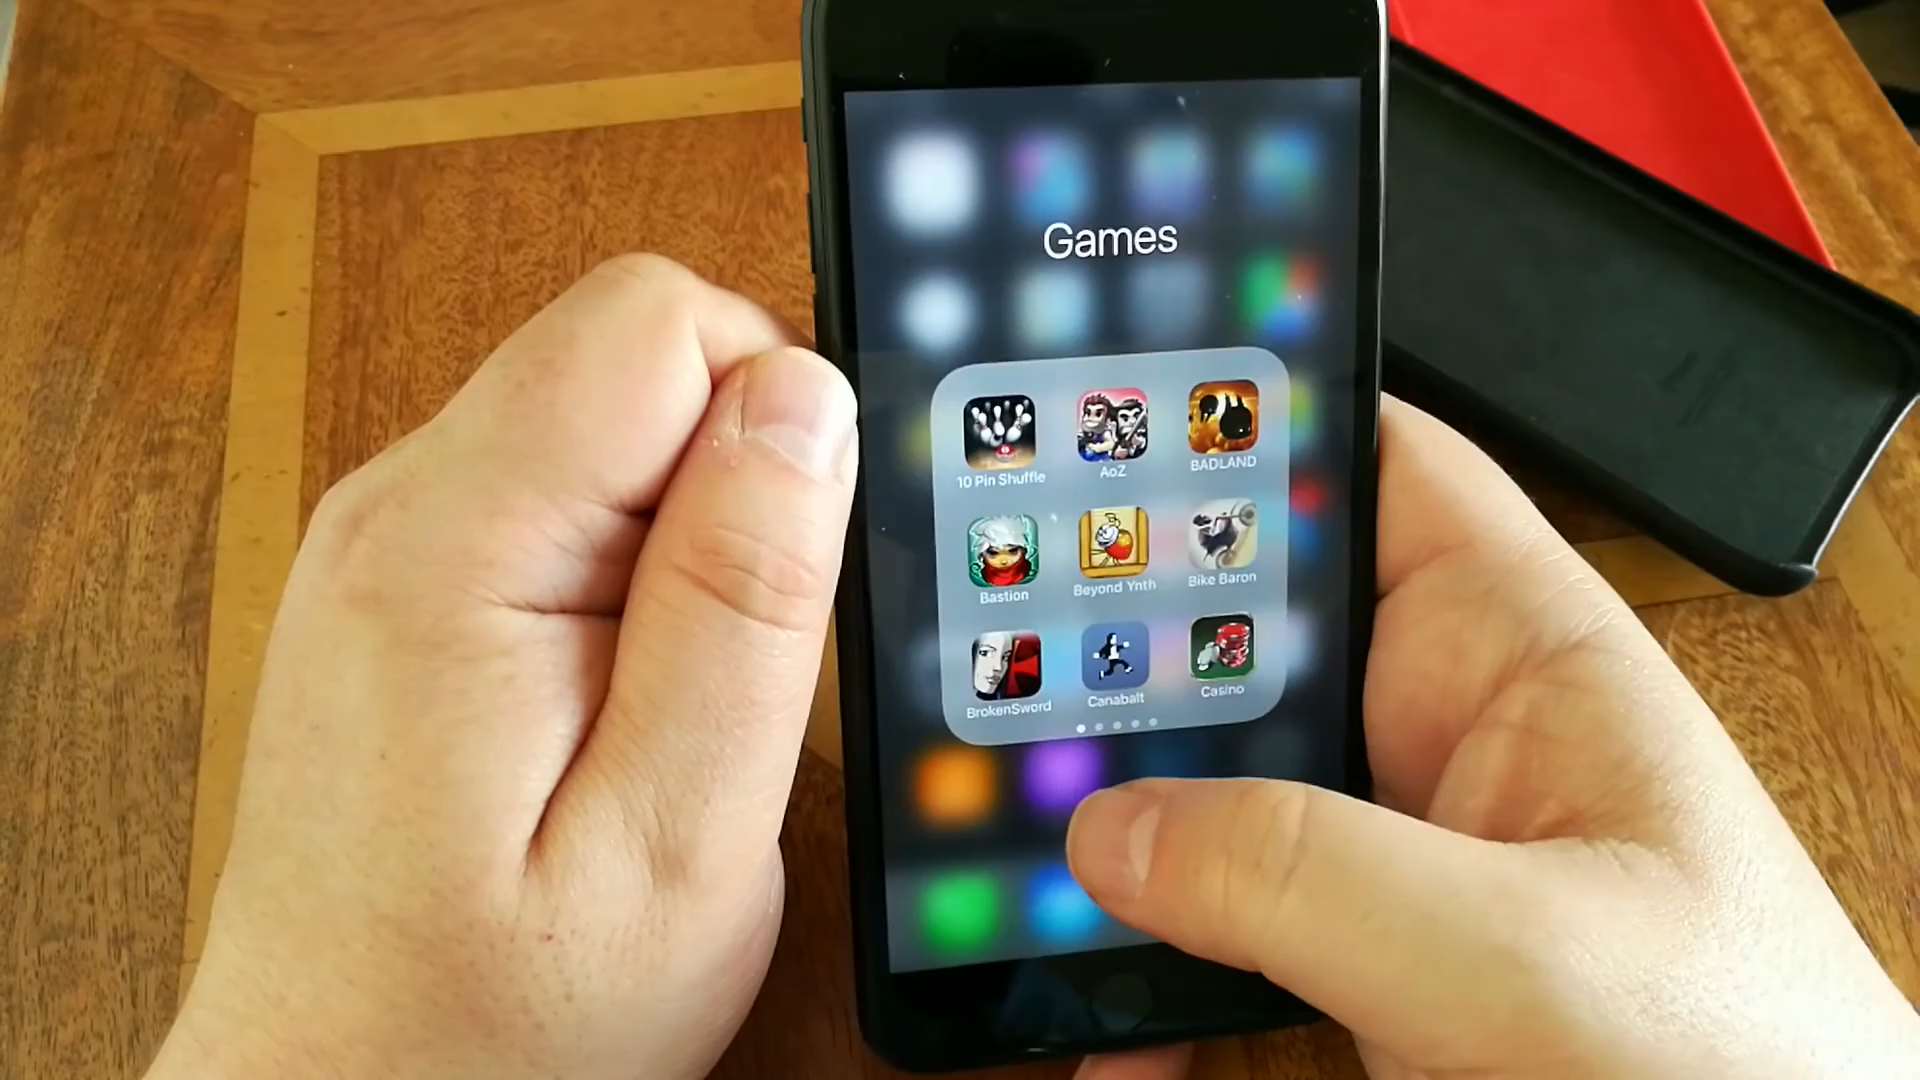 Games
10 Pin Shuffle
AoZ
BADLAND
Bastion
Beyond Ynth
Bike Baron
BrokenSword
Canabalt
Casino